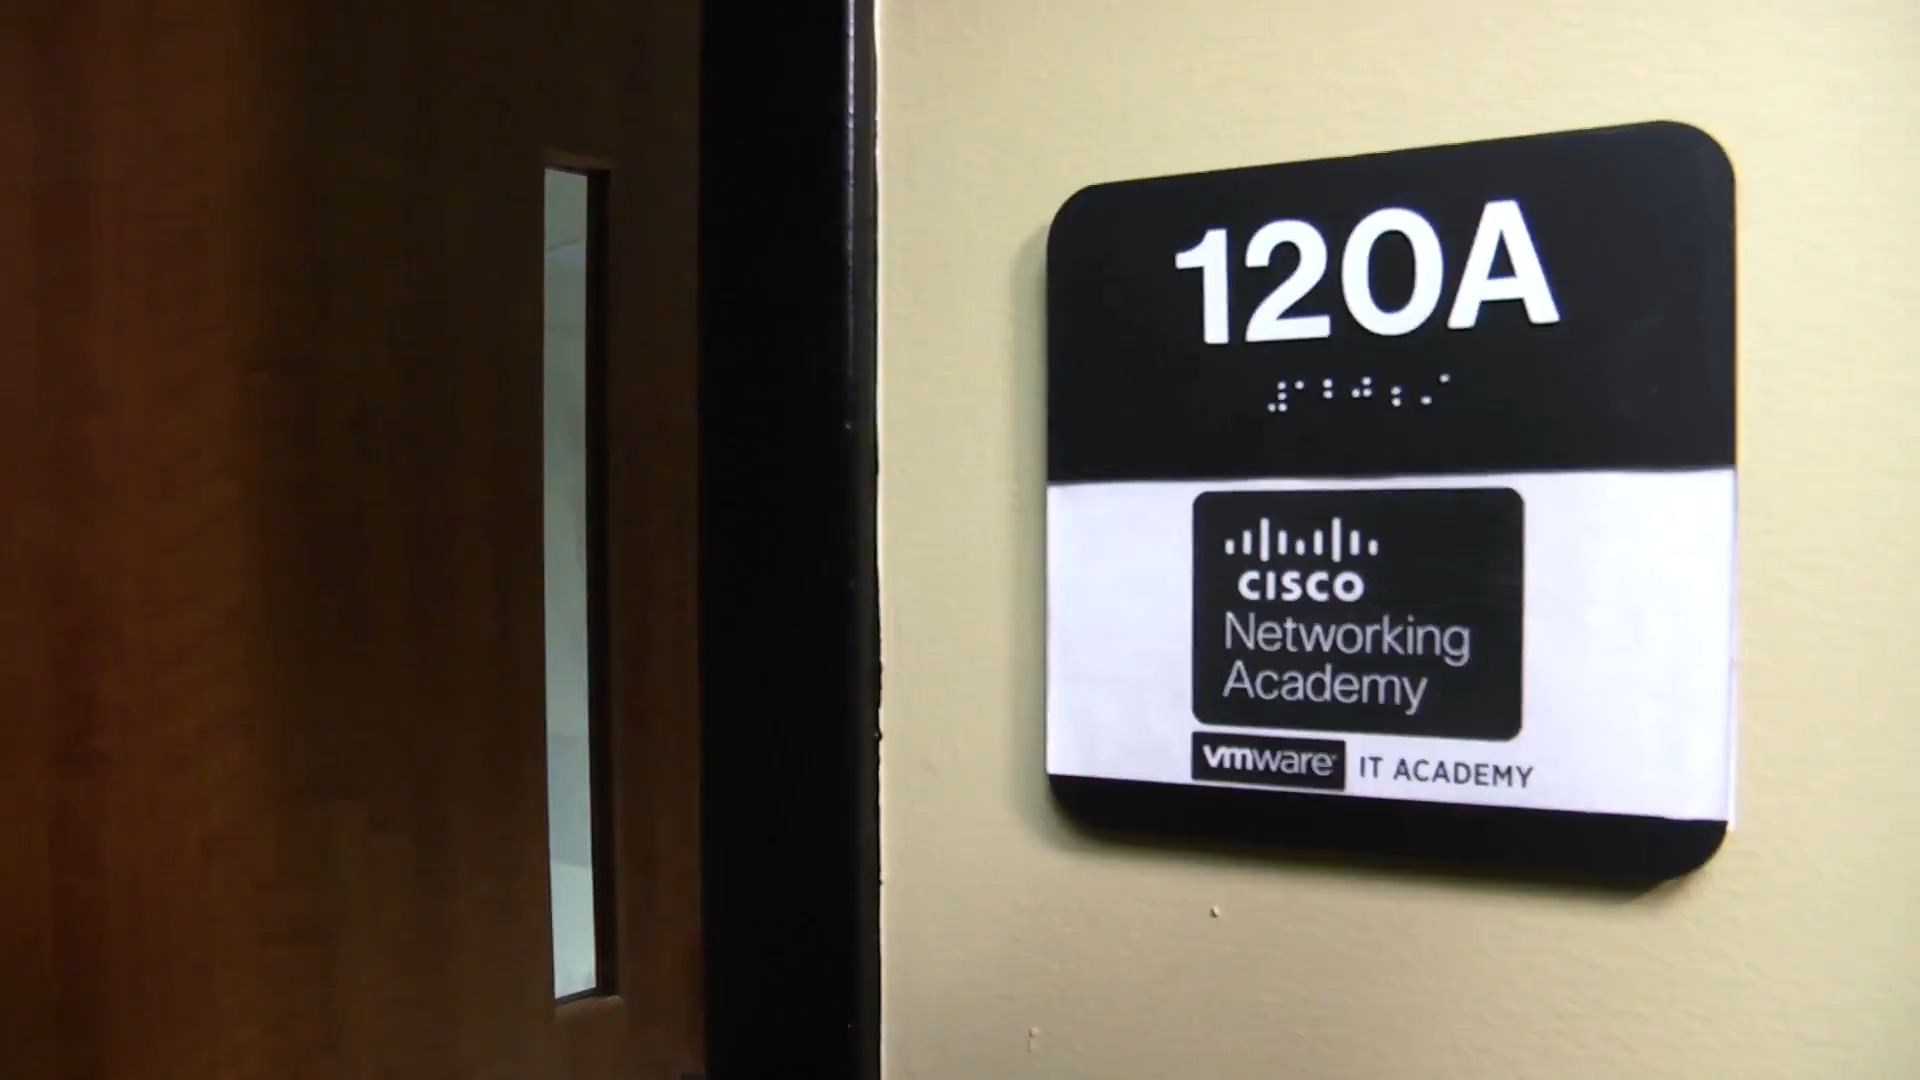 120A
CISCO
Networking
Academy
vmware IT ACADEMY